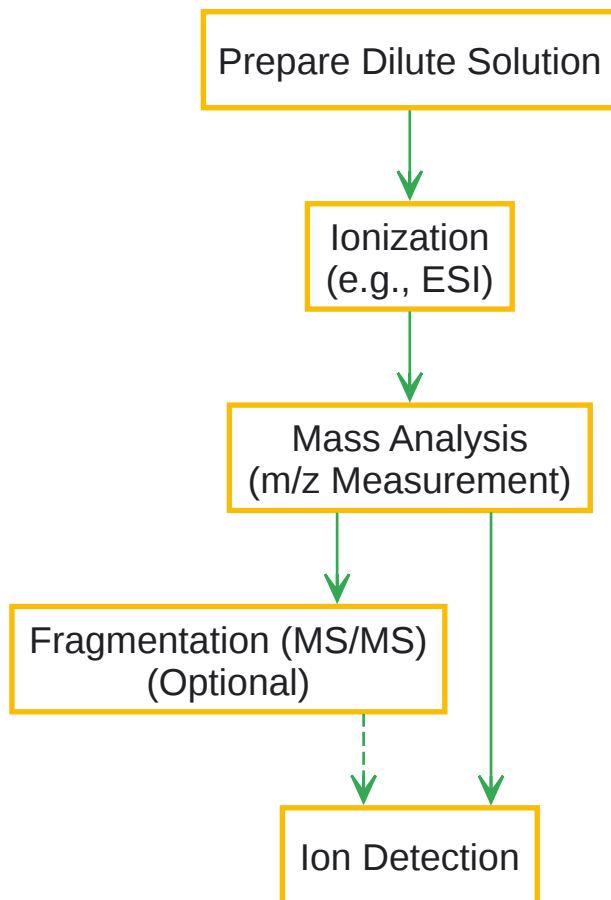 Prepare Dilute Solution
Ionization
(e.g., ESI)
Mass Analysis
(m/z Measurement)
Fragmentation (MS/MS)
(Optional)
Ion Detection